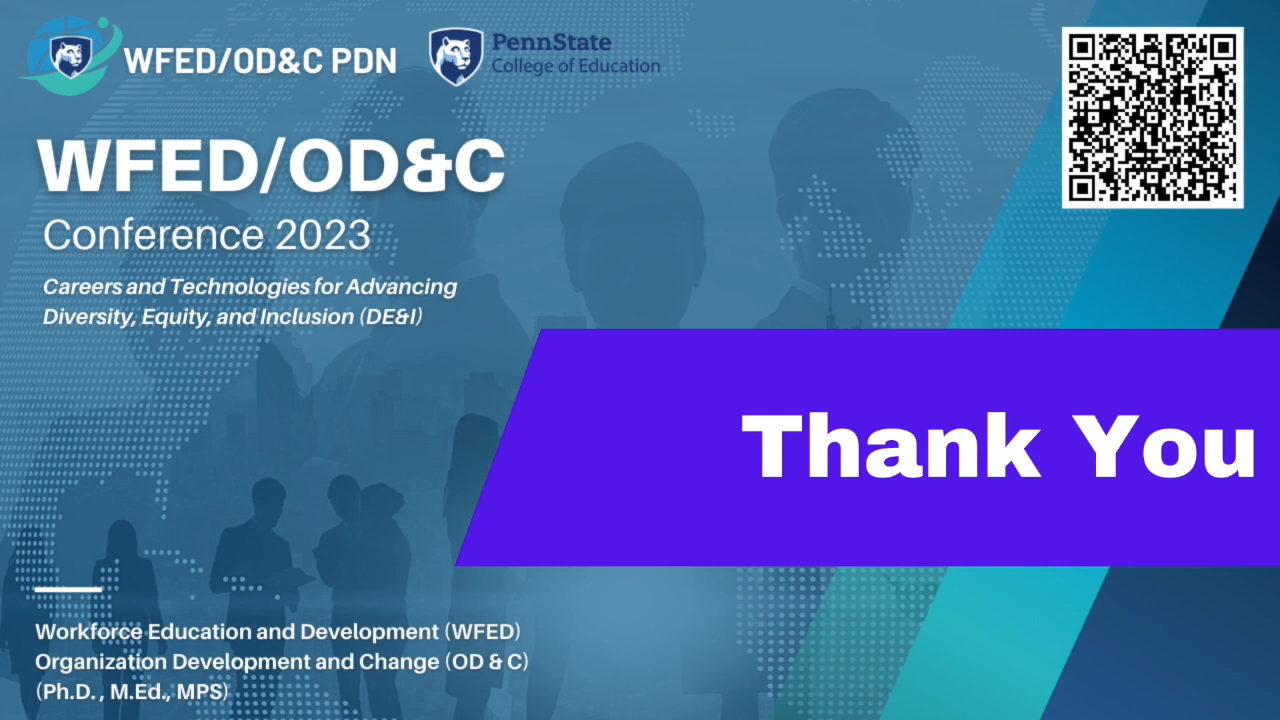 WFED/OD&C PDN
PennState
College of Education
WFED/OD&C
Conference 2023
Careers and Technologies for Advancing
Diversity, Equity, and Inclusion (DE&I)
Thank You
Workforce Education and Development (WFED)
Organization Development and Change (OD & C)
(Ph.D. , M.Ed., MPS)